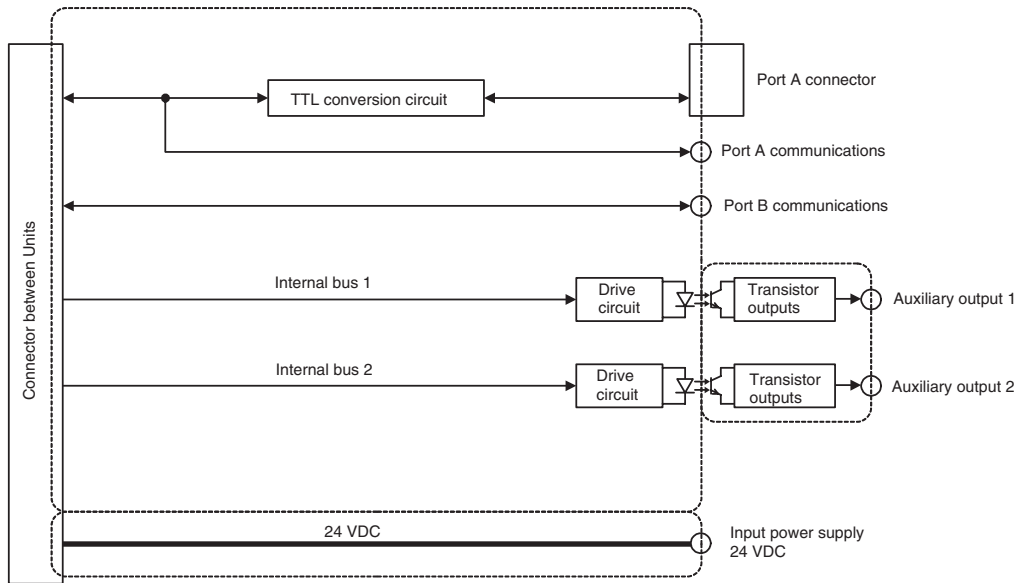 Port A connector
TTL conversion circuit
Port A communications
Port B communications
Connector between Units
Internal bus 1
Drive
circuit
Transistor
outputs
Auxiliary output 1
Internal bus 2
Drive
circuit
Transistor
outputs
Auxiliary output 2
24 VDC
Input power supply
24 VDC